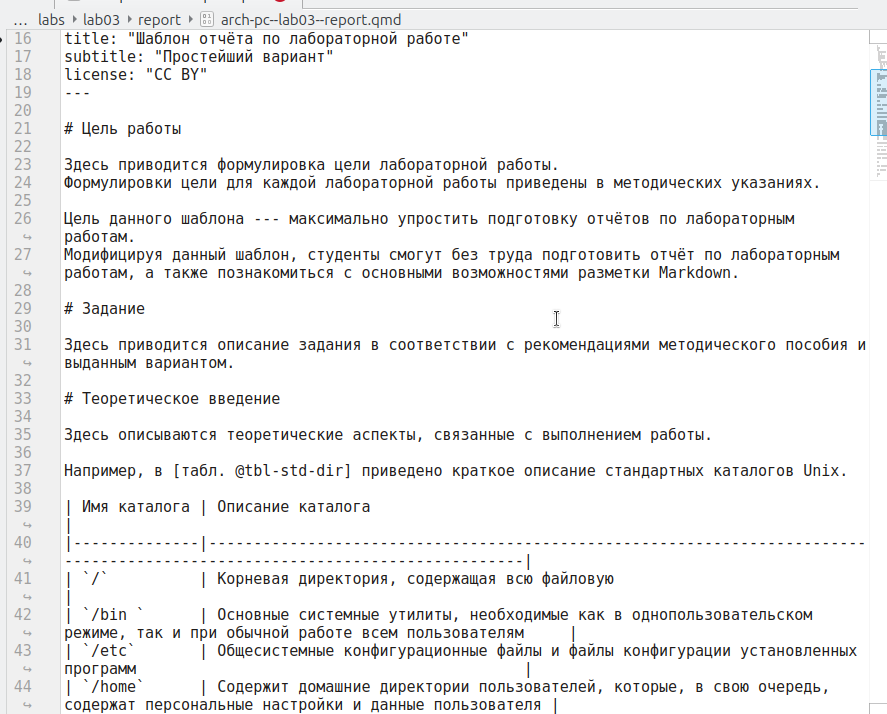 … labs › lab03 › report › arch-pc--lab03--report.qmd
16 title: "Шаблон отчёта по лабораторной работе"
17 subtitle: "Простейший вариант"
18 license: "CC BY"
19 ---
20
21 # Цель работы
22
23 Здесь приводится формулировка цели лабораторной работы.
24 Формулировки цели для каждой лабораторной работы приведены в методических указаниях.
25
26 Цель данного шаблона --- максимально упростить подготовку отчётов по лабораторным
↪ работам.
27 Модифицируя данный шаблон, студенты смогут без труда подготовить отчёт по лабораторным
↪ работам, а также познакомиться с основными возможностями разметки Markdown.
28
29 # Задание
30
31 Здесь приводится описание задания в соответствии с рекомендациями методического пособия и
↪ выданным вариантом.
32
33 # Теоретическое введение
34
35 Здесь описываются теоретические аспекты, связанные с выполнением работы.
36
37 Например, в [табл. @tbl-std-dir] приведено краткое описание стандартных каталогов Unix.
38
39 | Имя каталога | Описание каталога
↪ |
40 |--------------|-------------------------------------------------------------------------
↪ ---------------------------------------------------|
41 | `/`          | Корневая директория, содержащая всю файловую
↪ |
42 | `/bin `      | Основные системные утилиты, необходимые как в однопользовательском
↪ режиме, так и при обычной работе всем пользователям     |
43 | `/etc`       | Общесистемные конфигурационные файлы и файлы конфигурации установленных
↪ программ                                           |
44 | `/home`      | Содержит домашние директории пользователей, которые, в свою очередь,
↪ содержат персональные настройки и данные пользователя |